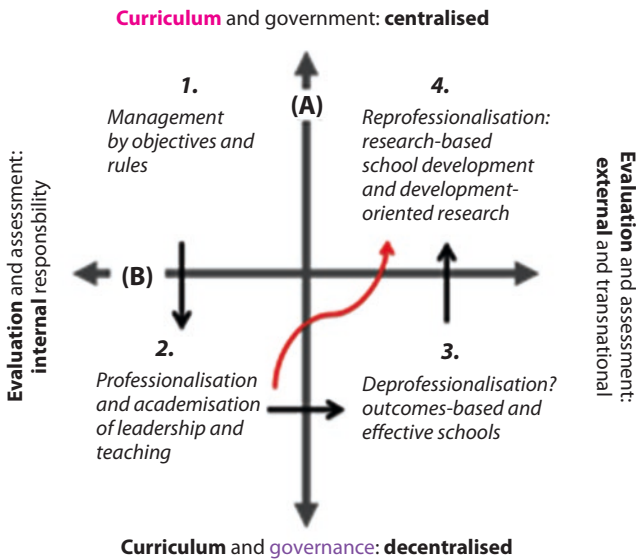 Curriculum and government: centralised
(A)
1.
Management
by objectives and
rules
4.
Reprofessionalisation:
research-based
school development
and development-
oriented research
Evaluation and assessment:
internal responsbility
(B)
Evaluation and assessment:
external and transnational
2.
Professionalisation
and academisation
of leadership and
teaching
3.
Deprofessionalisation?
outcomes-based and
effective schools
Curriculum and governance: decentralised